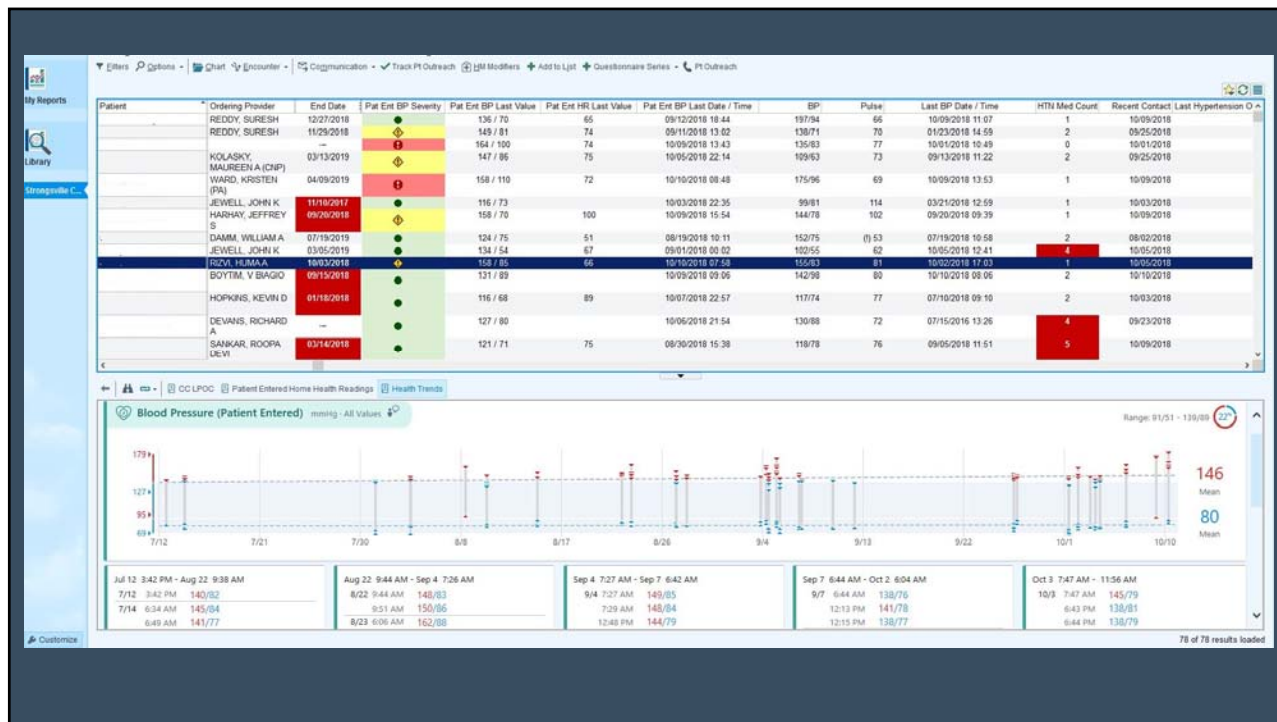 Filters Options Chart Encounter Communication Track Pt Outreach HM Modifiers Add to List Questionnaire Series Pt Outreach
My Reports
Library
Strongsville C...
Customize
Patient Ordering Provider End Date Pat Ent BP Severity Pat Ent BP Last Value Pat Ent HR Last Value Pat Ent BP Last Date / Time BP Pulse Last BP Date / Time HTN Med Count Recent Contact Last Hypertension O
REDDY, SURESH 12/27/2018 136 / 70 65 09/12/2018 18:44 197/94 66 10/09/2018 11:07 1 10/09/2018
REDDY, SURESH 11/29/2018 149 / 81 74 09/11/2018 13:02 138/71 70 01/23/2018 14:59 2 09/25/2018
--- 164 / 100 74 10/09/2018 13:43 135/83 77 10/01/2018 10:49 0 10/01/2018
KOLASKY, MAUREEN A (CNP) 03/13/2019 147 / 86 75 10/05/2018 22:14 109/63 73 09/13/2018 11:22 2 09/25/2018
WARD, KRISTEN (PA) 04/09/2019 158 / 110 72 10/10/2018 08:48 175/96 69 10/09/2018 13:53 1 10/09/2018
JEWELL, JOHN K 11/10/2017 116 / 73 10/03/2018 22:35 99/81 114 03/21/2018 12:59 1 10/03/2018
HARHAY, JEFFREY S 09/20/2018 158 / 70 100 10/09/2018 15:54 144/78 102 09/20/2018 09:39 1 10/09/2018
DAMM, WILLIAM A 07/19/2019 124 / 75 51 08/19/2018 10:11 152/75 (!) 53 07/19/2018 10:58 2 08/02/2018
JEWELL, JOHN K 03/05/2019 134 / 54 67 09/01/2018 00:02 102/55 62 10/05/2018 12:41 4 10/05/2018
RIZVI, HUMA A 10/03/2018 158 / 85 66 10/10/2018 07:58 155/83 81 10/02/2018 17:03 1 10/05/2018
BOYTIM, V BIAGIO 09/15/2018 131 / 89 10/09/2018 09:06 142/98 80 10/10/2018 08:06 2 10/10/2018
HOPKINS, KEVIN D 01/18/2018 116 / 68 89 10/07/2018 22:57 117/74 77 07/10/2018 09:10 2 10/03/2018
DEVANS, RICHARD A --- 127 / 80 10/06/2018 21:54 130/88 72 07/15/2016 13:26 4 09/23/2018
SANKAR, ROOPA DEVI 03/14/2018 121 / 71 75 08/30/2018 15:38 118/78 76 09/05/2018 11:51 5 10/09/2018
CC LPOC Patient Entered Home Health Readings Health Trends
Blood Pressure (Patient Entered) mmHg - All Values Range: 91/51 - 139/89 22%
179
127
95
69
7/12 7/21 7/30 8/8 8/17 8/26 9/4 9/13 9/22 10/1 10/10
146
Mean
80
Mean
Jul 12 3:42 PM - Aug 22 9:38 AM
7/12 3:42 PM 140/82
7/14 6:34 AM 145/84
6:49 AM 141/77
Aug 22 9:44 AM - Sep 4 7:26 AM
8/22 9:44 AM 148/83
9:51 AM 150/86
8/23 6:06 AM 162/88
Sep 4 7:27 AM - Sep 7 6:42 AM
9/4 7:27 AM 149/85
7:29 AM 148/84
12:48 PM 144/79
Sep 7 6:44 AM - Oct 2 6:04 AM
9/7 6:44 AM 138/76
12:13 PM 141/78
12:15 PM 138/77
Oct 3 7:47 AM - 11:56 AM
10/3 7:47 AM 145/79
6:43 PM 138/81
6:44 PM 138/79
78 of 78 results loaded